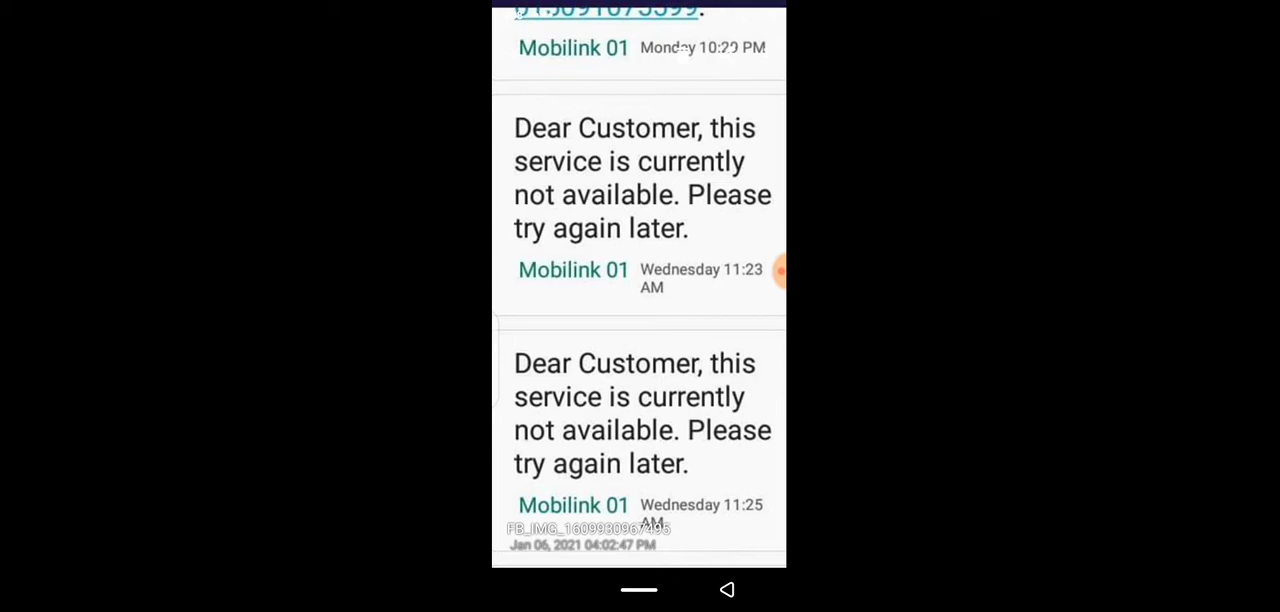 Mobilink 01 Monday 10:29 PM
Dear Customer, this
service is currently
not available. Please
try again later.
Mobilink 01 Wednesday 11:23
AM
Dear Customer, this
service is currently
not available. Please
try again later.
Mobilink 01 Wednesday 11:25
AM
FB_IMG_1609930967495
Jan 06, 2021 04:02:47 PM